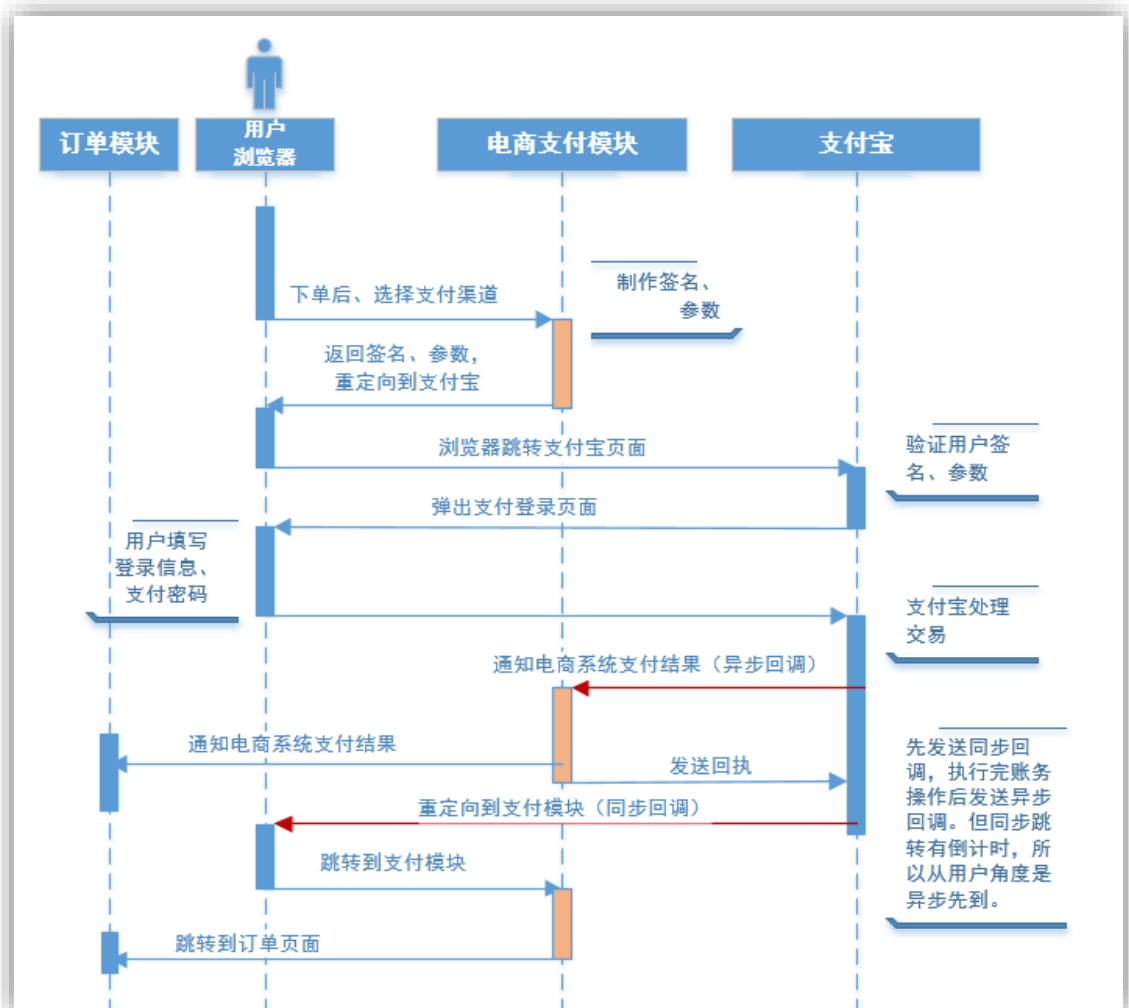 订单模块
用户
浏览器
电商支付模块
支付宝
下单后、选择支付渠道
制作签名、
参数
返回签名、参数，
重定向到支付宝
浏览器跳转支付宝页面
验证用户签
名、参数
弹出支付登录页面
用户填写
登录信息、
支付密码
支付宝处理
交易
通知电商系统支付结果（异步回调）
通知电商系统支付结果
发送回执
先发送同步回
调，执行完账务
操作后发送异步
回调。但同步跳
转有倒计时，所
以从用户角度是
异步先到。
重定向到支付模块（同步回调）
跳转到支付模块
跳转到订单页面